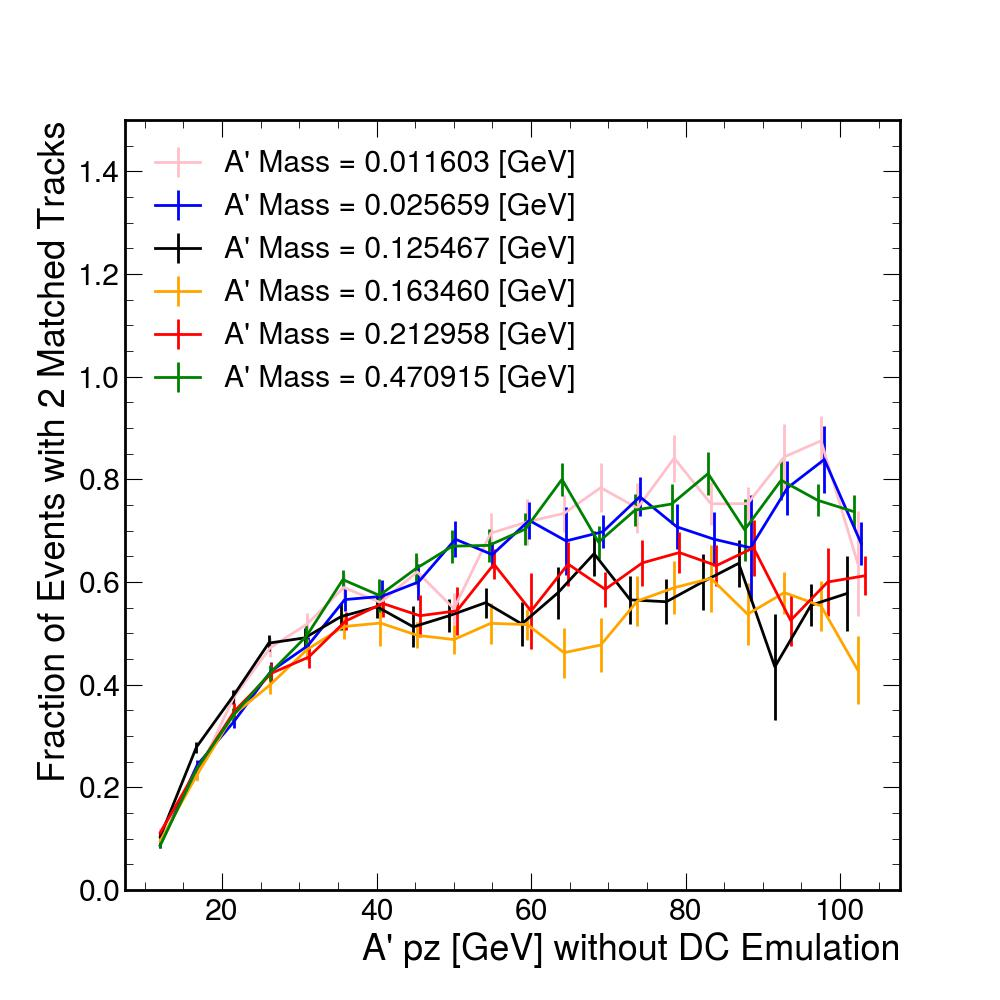 Fraction of Events with 2 Matched Tracks
1.4
1.2
1.0
0.8
0.6
0.4
0.2
0.0
A' Mass = 0.011603 [GeV]
A' Mass = 0.025659 [GeV]
A' Mass = 0.125467 [GeV]
A' Mass = 0.163460 [GeV]
A' Mass = 0.212958 [GeV]
A' Mass = 0.470915 [GeV]
20 40 60 80 100
A' pz [GeV] without DC Emulation